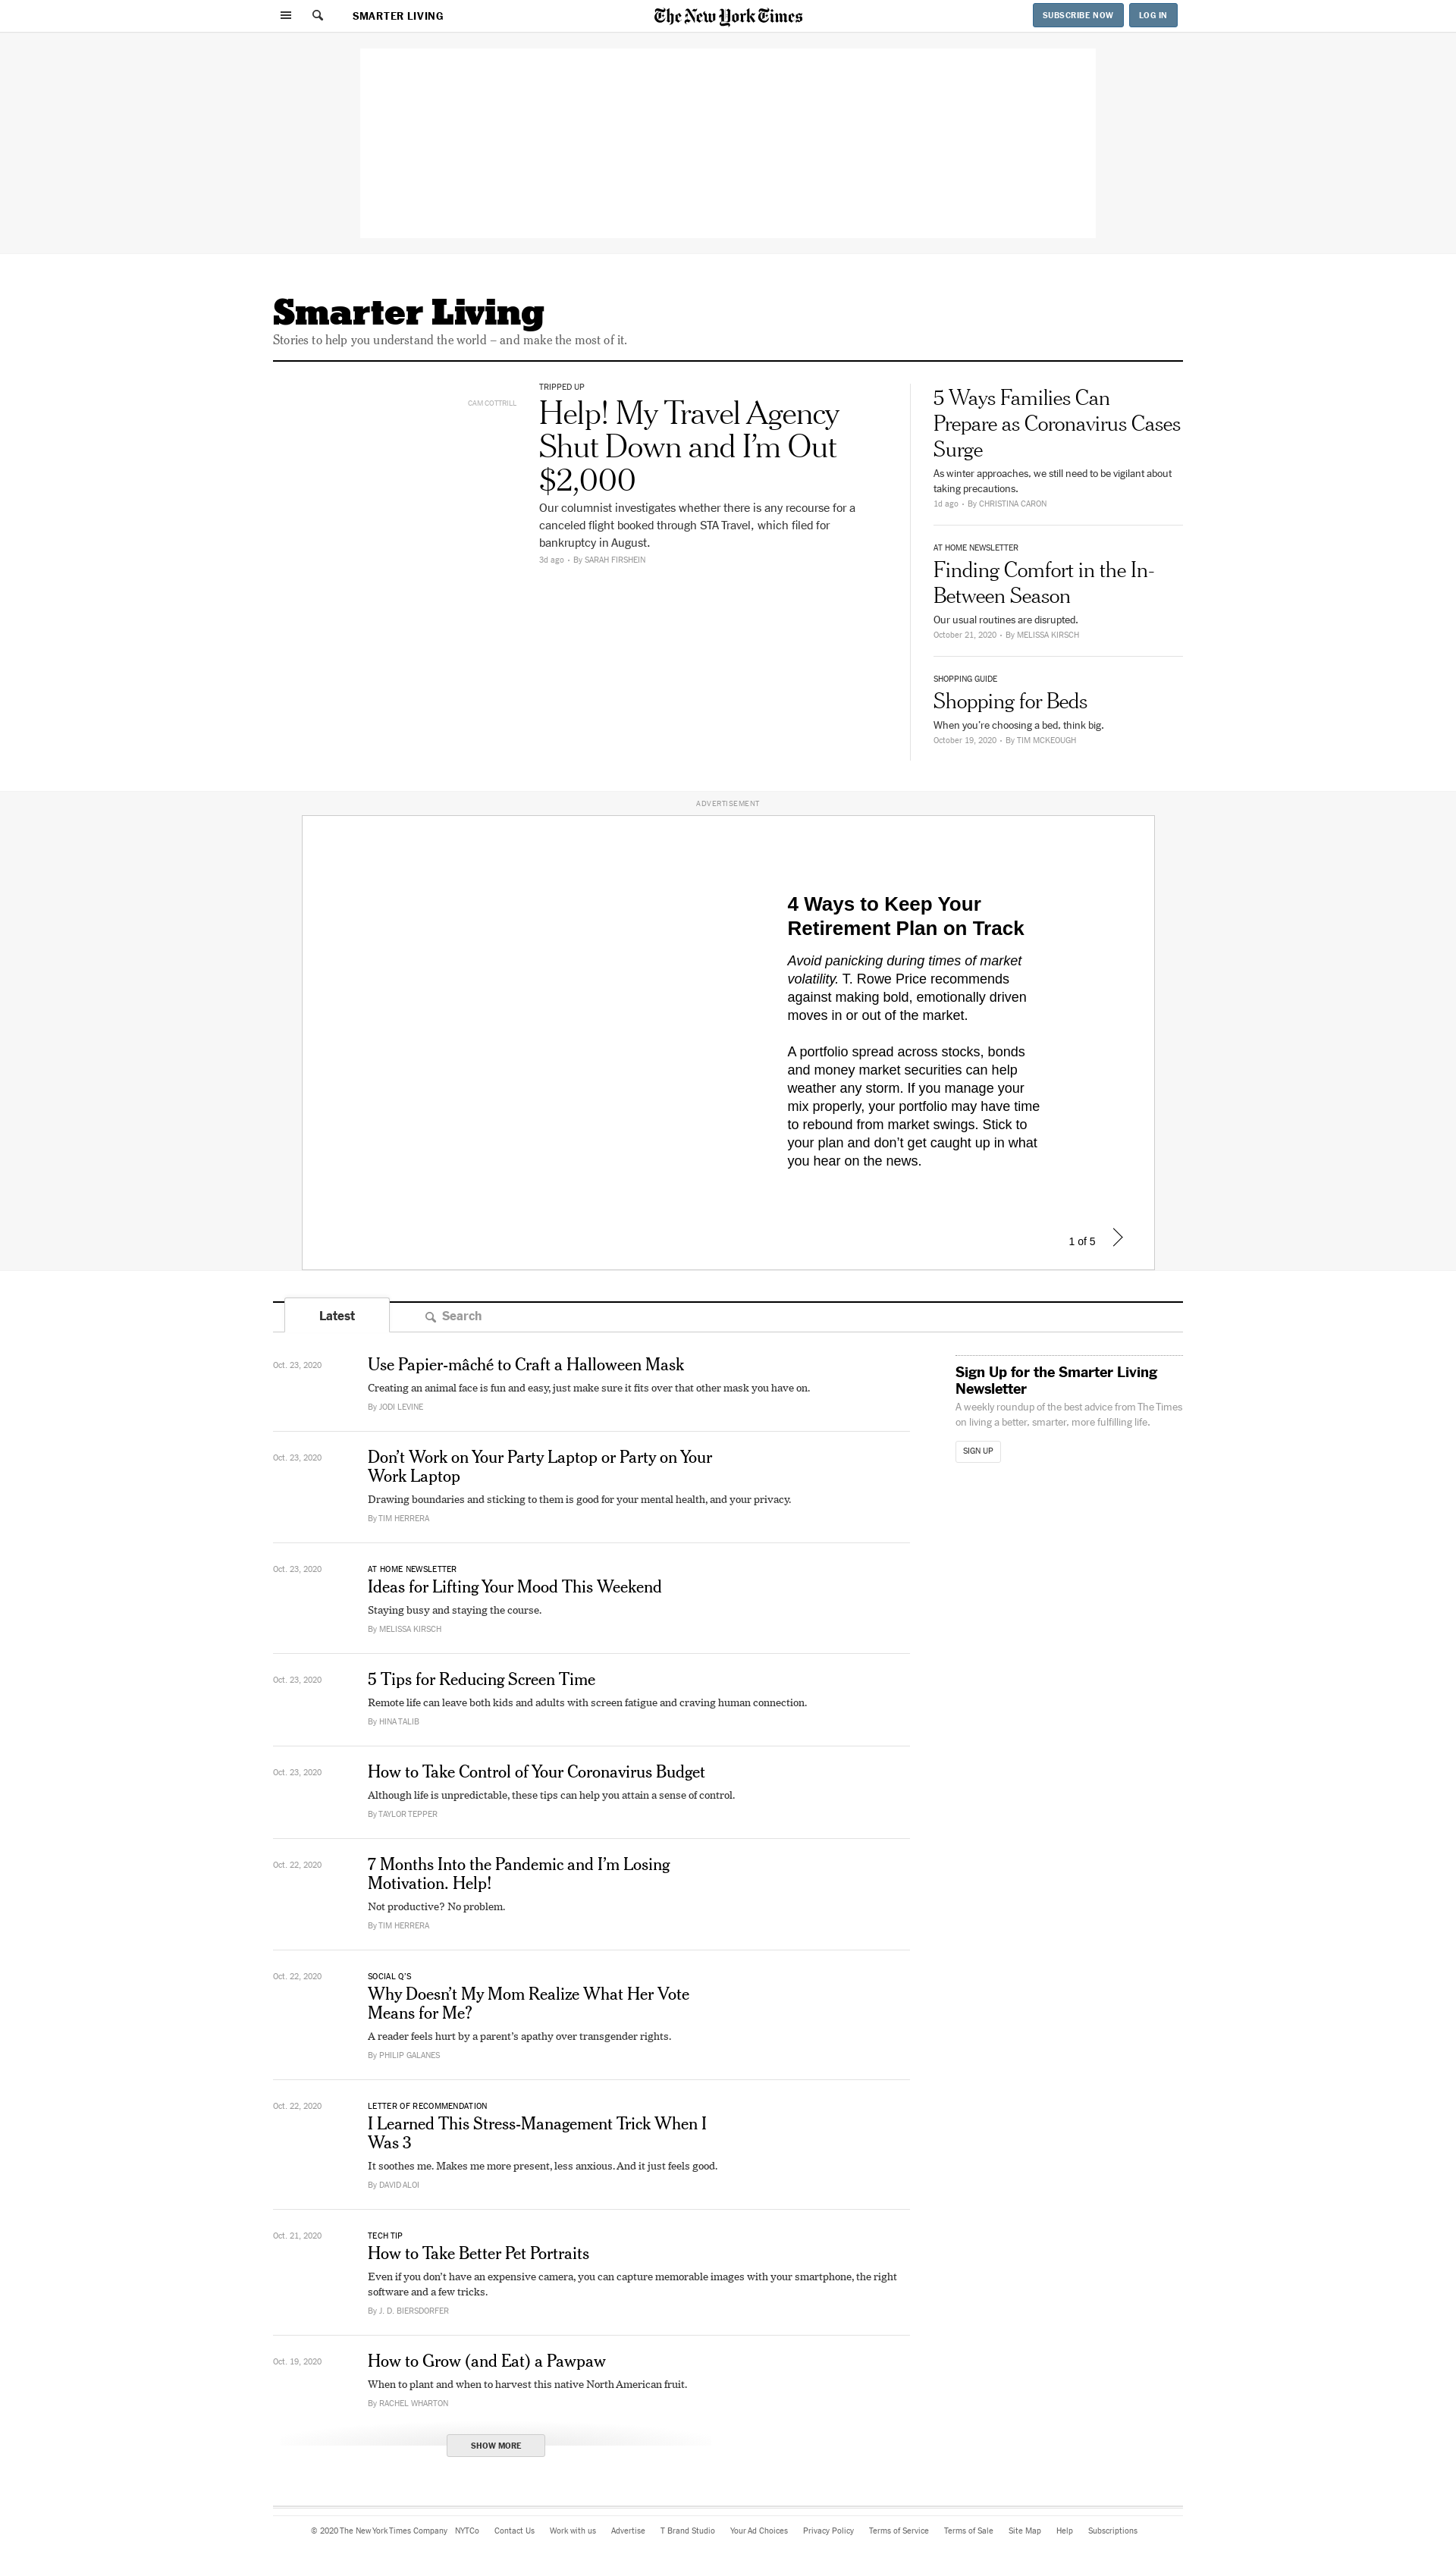 SMARTER LIVING
The New York Times
SUBSCRIBE NOW
LOG IN
Smarter Living
Stories to help you understand the world – and make the most of it.
CAM COTTRILL
TRIPPED UP
Help! My Travel Agency
Shut Down and I’m Out
$2,000
Our columnist investigates whether there is any recourse for a
canceled flight booked through STA Travel, which filed for
bankruptcy in August.
3d ago • By SARAH FIRSHEIN
5 Ways Families Can
Prepare as Coronavirus Cases
Surge
As winter approaches, we still need to be vigilant about
taking precautions.
1d ago • By CHRISTINA CARON
AT HOME NEWSLETTER
Finding Comfort in the In-
Between Season
Our usual routines are disrupted.
October 21, 2020 • By MELISSA KIRSCH
SHOPPING GUIDE
Shopping for Beds
When you’re choosing a bed, think big.
October 19, 2020 • By TIM MCKEOUGH
ADVERTISEMENT
4 Ways to Keep Your
Retirement Plan on Track
Avoid panicking during times of market
volatility. T. Rowe Price recommends
against making bold, emotionally driven
moves in or out of the market.
A portfolio spread across stocks, bonds
and money market securities can help
weather any storm. If you manage your
mix properly, your portfolio may have time
to rebound from market swings. Stick to
your plan and don’t get caught up in what
you hear on the news.
1 of 5
Latest
Search
Oct. 23, 2020
Use Papier-mâché to Craft a Halloween Mask
Creating an animal face is fun and easy, just make sure it fits over that other mask you have on.
By JODI LEVINE
Oct. 23, 2020
Don’t Work on Your Party Laptop or Party on Your
Work Laptop
Drawing boundaries and sticking to them is good for your mental health, and your privacy.
By TIM HERRERA
Oct. 23, 2020
AT HOME NEWSLETTER
Ideas for Lifting Your Mood This Weekend
Staying busy and staying the course.
By MELISSA KIRSCH
Oct. 23, 2020
5 Tips for Reducing Screen Time
Remote life can leave both kids and adults with screen fatigue and craving human connection.
By HINA TALIB
Oct. 23, 2020
How to Take Control of Your Coronavirus Budget
Although life is unpredictable, these tips can help you attain a sense of control.
By TAYLOR TEPPER
Oct. 22, 2020
7 Months Into the Pandemic and I’m Losing
Motivation. Help!
Not productive? No problem.
By TIM HERRERA
Oct. 22, 2020
SOCIAL Q’S
Why Doesn’t My Mom Realize What Her Vote
Means for Me?
A reader feels hurt by a parent’s apathy over transgender rights.
By PHILIP GALANES
Oct. 22, 2020
LETTER OF RECOMMENDATION
I Learned This Stress-Management Trick When I
Was 3
It soothes me. Makes me more present, less anxious. And it just feels good.
By DAVID ALOI
Oct. 21, 2020
TECH TIP
How to Take Better Pet Portraits
Even if you don’t have an expensive camera, you can capture memorable images with your smartphone, the right
software and a few tricks.
By J. D. BIERSDORFER
Oct. 19, 2020
How to Grow (and Eat) a Pawpaw
When to plant and when to harvest this native North American fruit.
By RACHEL WHARTON
SHOW MORE
Sign Up for the Smarter Living
Newsletter
A weekly roundup of the best advice from The Times
on living a better, smarter, more fulfilling life.
SIGN UP
© 2020 The New York Times Company NYTCo Contact Us Work with us Advertise T Brand Studio Your Ad Choices Privacy Policy Terms of Service Terms of Sale Site Map Help Subscriptions